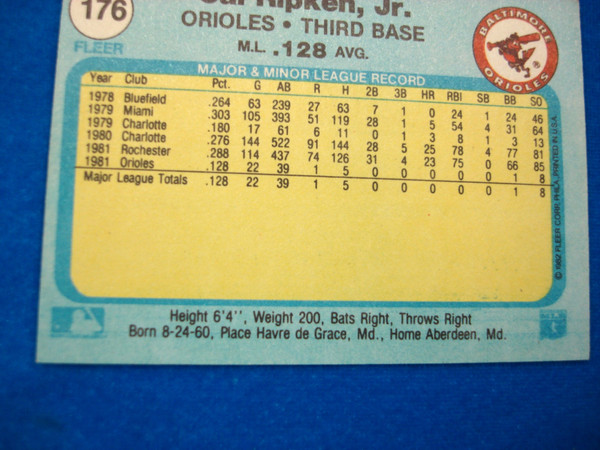 176
FLEER
Cal Ripken, Jr.
ORIOLES • THIRD BASE
M.L. .128 AVG.
BALTIMORE ORIOLES
®
MAJOR & MINOR LEAGUE RECORD
Year Club Pct. G AB R H 2B 3B HR RBI SB BB SO
1978 Bluefield .264 63 239 27 63 7 1 0 24 1 24 46
1979 Miami .303 105 393 51 119 28 1 5 54 4 31 64
1979 Charlotte .180 17 61 6 11 0 1 3 8 1 3 13
1980 Charlotte .276 144 522 91 144 28 5 25 78 4 77 81
1981 Rochester .288 114 437 74 126 31 4 23 75 0 66 85
1981 Orioles .128 22 39 1 5 0 0 0 0 0 1 8
Major League Totals .128 22 39 1 5 0 0 0 0 0 1 8
© 1982 FLEER CORP. PHILA. PRINTED IN U.S.A.
Height 6'4'', Weight 200, Bats Right, Throws Right
Born 8-24-60, Place Havre de Grace, Md., Home Aberdeen, Md.